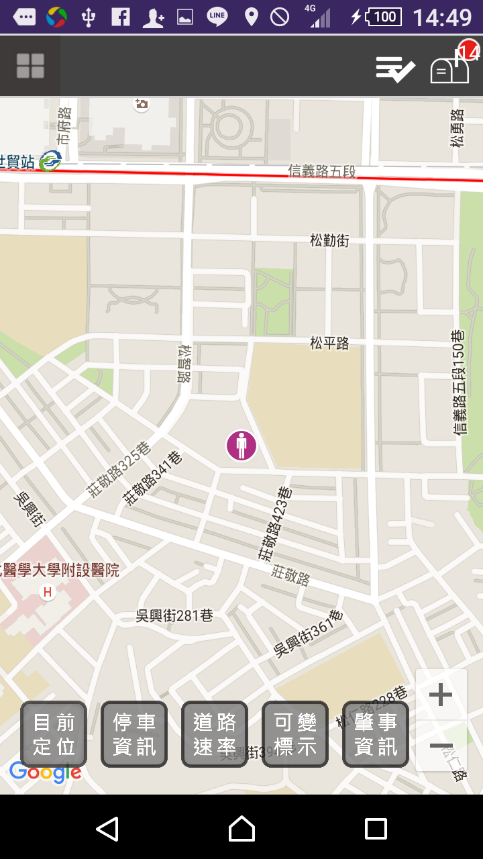 LINE
4G
100
14:49
14
市府路
松勇路
世貿站
信義路五段
松勤街
松平路
松智路
信義路五段150巷
莊敬路325巷
莊敬路341巷
吳興街
莊敬路423巷
醫學大學附設醫院
H
莊敬路
吳興街281巷
吳興街361巷
+
目前
定位
停車
資訊
道路
速率
可變
標示
肇事
資訊
−
松仁路
Google